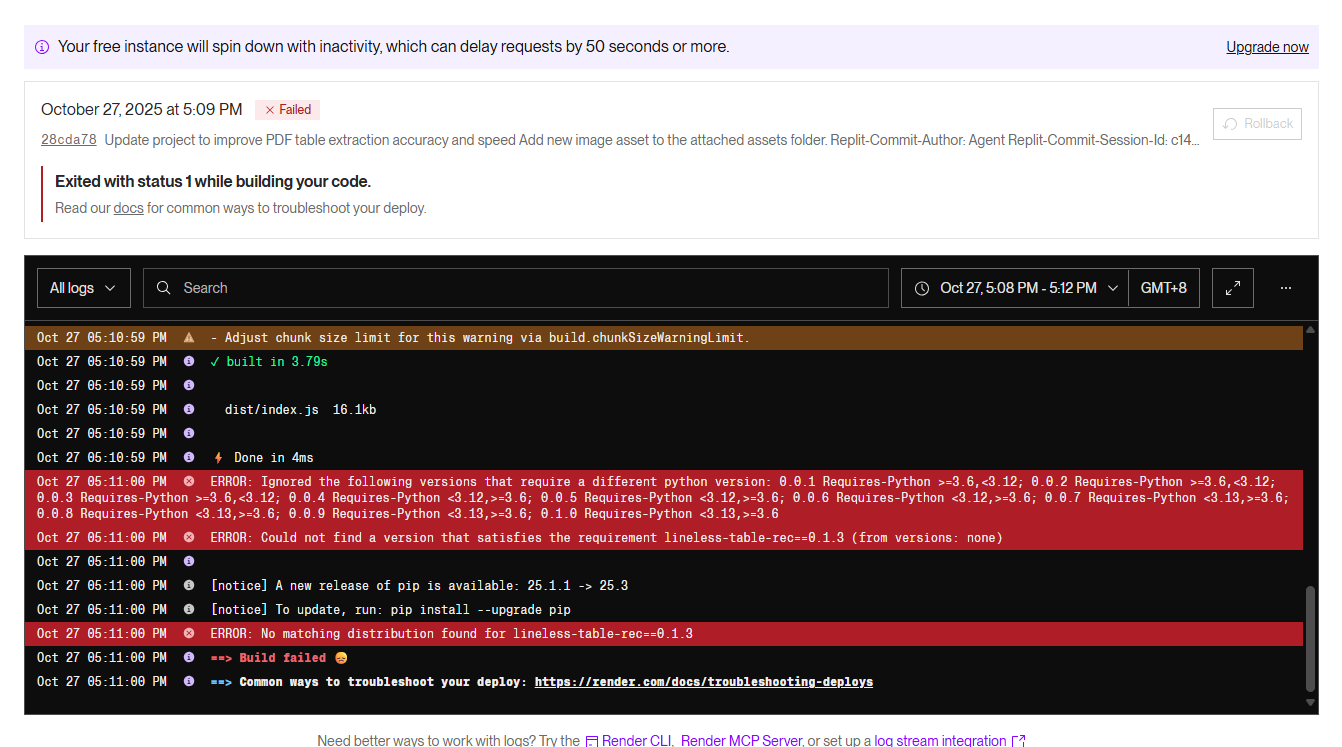 Your free instance will spin down with inactivity, which can delay requests by 50 seconds or more.
Upgrade now
October 27, 2025 at 5:09 PM
Failed
28cda78 Update project to improve PDF table extraction accuracy and speed Add new image asset to the attached assets folder. Replit-Commit-Author: Agent Replit-Commit-Session-Id: c14...
Rollback
Exited with status 1 while building your code.
Read our docs for common ways to troubleshoot your deploy.
All logs
Search
Oct 27, 5:08 PM - 5:12 PM
GMT+8
Oct 27 05:10:59 PM - Adjust chunk size limit for this warning via build.chunkSizeWarningLimit.
Oct 27 05:10:59 PM ✓ built in 3.79s
Oct 27 05:10:59 PM
Oct 27 05:10:59 PM dist/index.js 16.1kb
Oct 27 05:10:59 PM
Oct 27 05:10:59 PM ⚡ Done in 4ms
Oct 27 05:11:00 PM ERROR: Ignored the following versions that require a different python version: 0.0.1 Requires-Python >=3.6,<3.12; 0.0.2 Requires-Python >=3.6,<3.12;
0.0.3 Requires-Python >=3.6,<3.12; 0.0.4 Requires-Python <3.12,>=3.6; 0.0.5 Requires-Python <3.12,>=3.6; 0.0.6 Requires-Python <3.12,>=3.6; 0.0.7 Requires-Python <3.13,>=3.6;
0.0.8 Requires-Python <3.13,>=3.6; 0.0.9 Requires-Python <3.13,>=3.6; 0.1.0 Requires-Python <3.13,>=3.6
Oct 27 05:11:00 PM ERROR: Could not find a version that satisfies the requirement lineless-table-rec==0.1.3 (from versions: none)
Oct 27 05:11:00 PM
Oct 27 05:11:00 PM [notice] A new release of pip is available: 25.1.1 -> 25.3
Oct 27 05:11:00 PM [notice] To update, run: pip install --upgrade pip
Oct 27 05:11:00 PM ERROR: No matching distribution found for lineless-table-rec==0.1.3
Oct 27 05:11:00 PM ==> Build failed 😞
Oct 27 05:11:00 PM ==> Common ways to troubleshoot your deploy: https://render.com/docs/troubleshooting-deploys
Need better ways to work with logs? Try the Render CLI, Render MCP Server, or set up a log stream integration